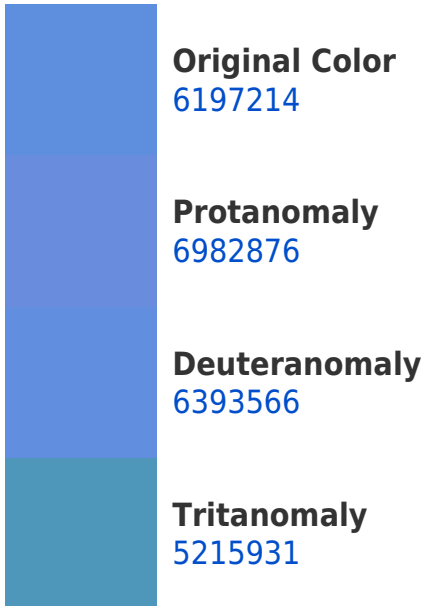 Original Color
6197214
Protanomaly
6982876
Deuteranomaly
6393566
Tritanomaly
5215931